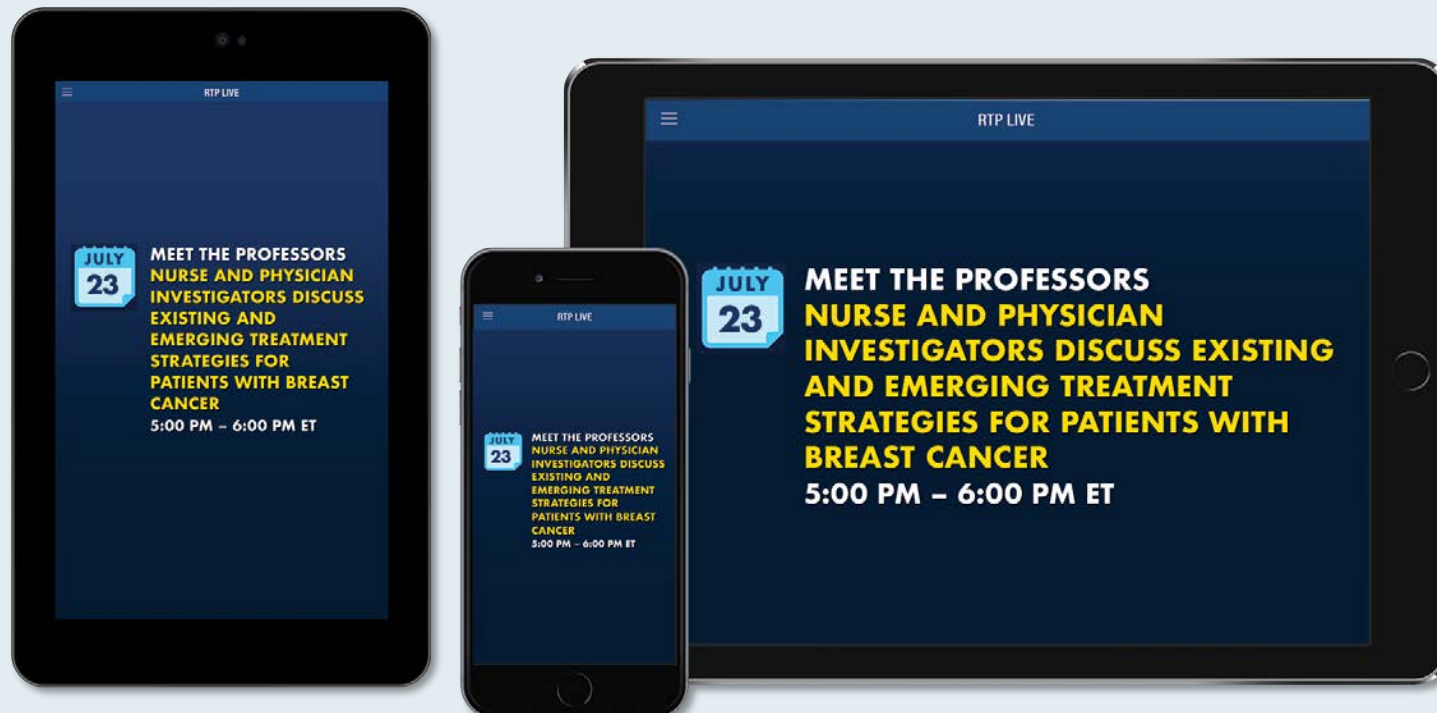 RTP LIVE
JULY
23
MEET THE PROFESSORS
NURSE AND PHYSICIAN
INVESTIGATORS DISCUSS
EXISTING AND
EMERGING TREATMENT
STRATEGIES FOR
PATIENTS WITH BREAST
CANCER
5:00 PM – 6:00 PM ET
RTP LIVE
JULY
23
MEET THE PROFESSORS
NURSE AND PHYSICIAN
INVESTIGATORS DISCUSS
EXISTING AND
EMERGING TREATMENT
STRATEGIES FOR
PATIENTS WITH BREAST
CANCER
5:00 PM – 6:00 PM ET
RTP LIVE
JULY
23
MEET THE PROFESSORS
NURSE AND PHYSICIAN
INVESTIGATORS DISCUSS EXISTING
AND EMERGING TREATMENT
STRATEGIES FOR PATIENTS WITH
BREAST CANCER
5:00 PM – 6:00 PM ET